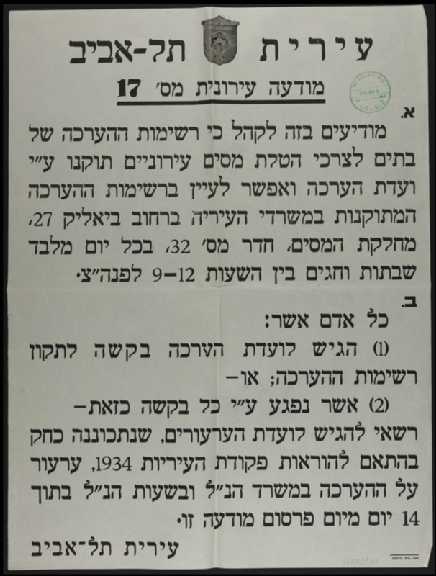 עירית תל-אביב
מודעה עירונית מס׳ 17
א.
מודיעים בזה לקהל כי רשימות ההערכה של
בתים לצרכי הטלת מסים עירוניים תוקנו ע״י
ועדת הערכה ואפשר לעיין ברשימות ההערכה
המתוקנות במשרדי העיריה ברחוב ביאליק 27,
מחלקת המסים, חדר מס׳ 32, בכל יום מלבד
שבתות וחגים בין השעות 9—12 לפנה״צ.
ב.
כל אדם אשר:
(1) הגיש לועדת הערכה בקשה לתקון
רשימות ההערכה; או—
(2) אשר נפגע ע״י כל בקשה כזאת—
רשאי להגיש לועדת הערעורים, שנתכוננה כחק
בהתאם להוראות פקודת העיריות 1934, ערעור
על ההערכה במשרד הנ״ל ובשעות הנ״ל בתוך
14 יום מיום פרסום מודעה זו.
עירית תל-אביב